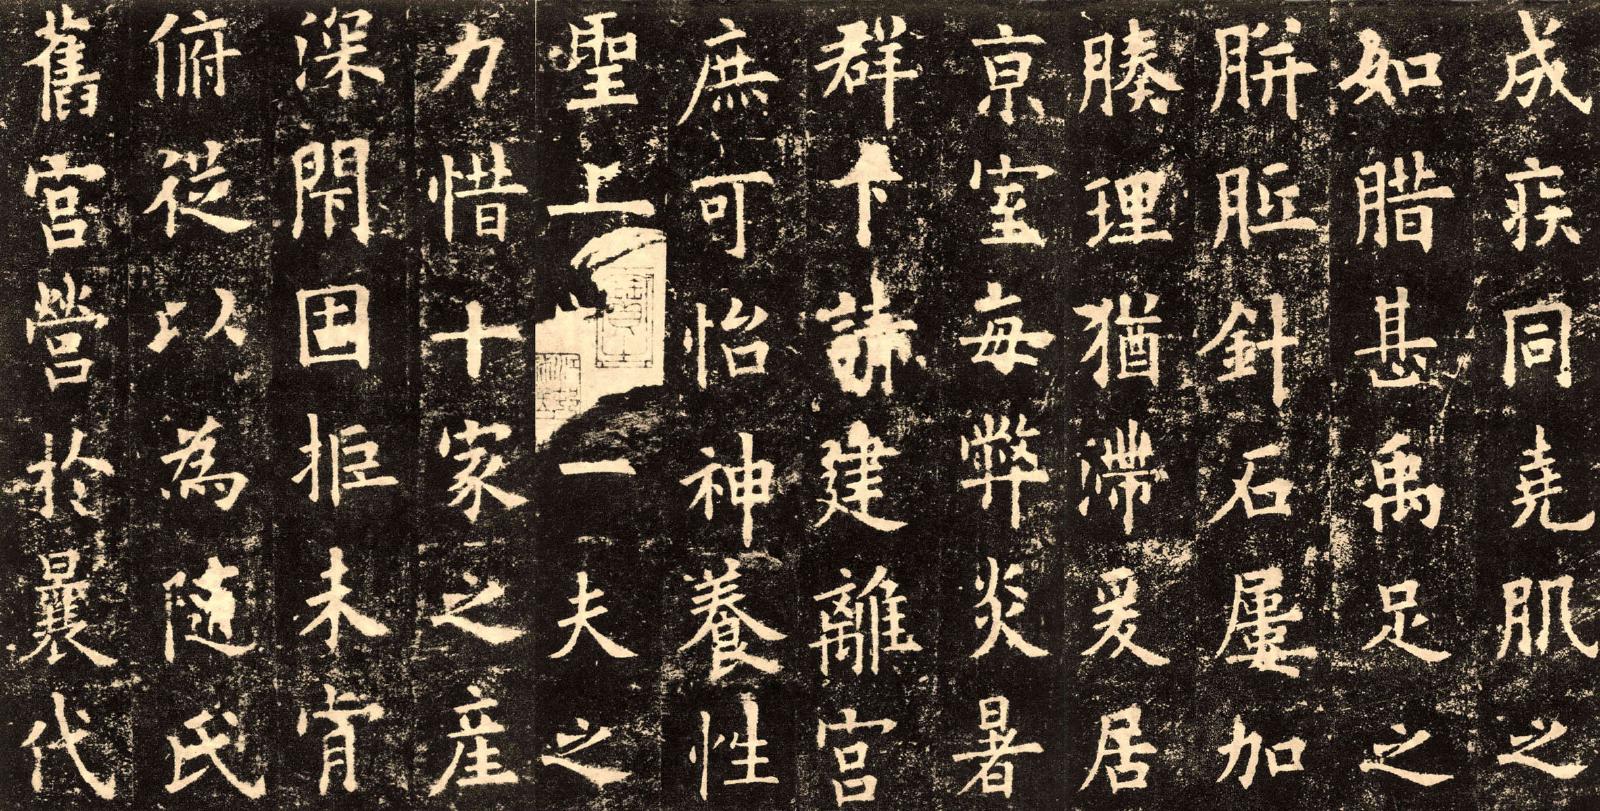 成疾同堯肌之
如腊甚禹足之
胼胝針石屢加
腠理猶滯爰居
京室每弊炎暑
群下請建離宮
庶可怡神養性
聖上一夫之
力惜十家之產
深閇固拒未肯
俯從以為隨氏
舊宮營於曩代